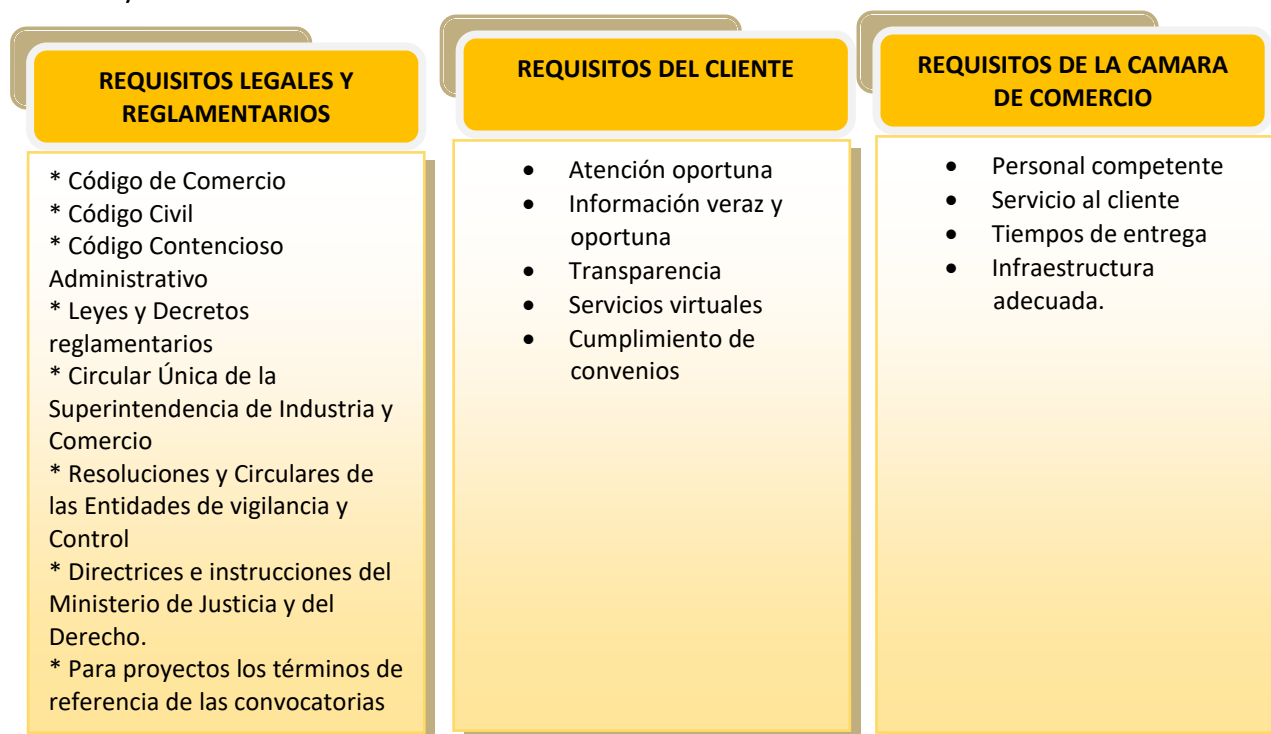 REQUISITOS LEGALES Y
REGLAMENTARIOS
* Código de Comercio
* Código Civil
* Código Contencioso
Administrativo
* Leyes y Decretos
reglamentarios
* Circular Única de la
Superintendencia de Industria y
Comercio
* Resoluciones y Circulares de
las Entidades de vigilancia y
Control
* Directrices e instrucciones del
Ministerio de Justicia y del
Derecho.
* Para proyectos los términos de
referencia de las convocatorias
REQUISITOS DEL CLIENTE
• Atención oportuna
• Información veraz y
oportuna
• Transparencia
• Servicios virtuales
• Cumplimiento de
convenios
REQUISITOS DE LA CAMARA
DE COMERCIO
• Personal competente
• Servicio al cliente
• Tiempos de entrega
• Infraestructura
adecuada.